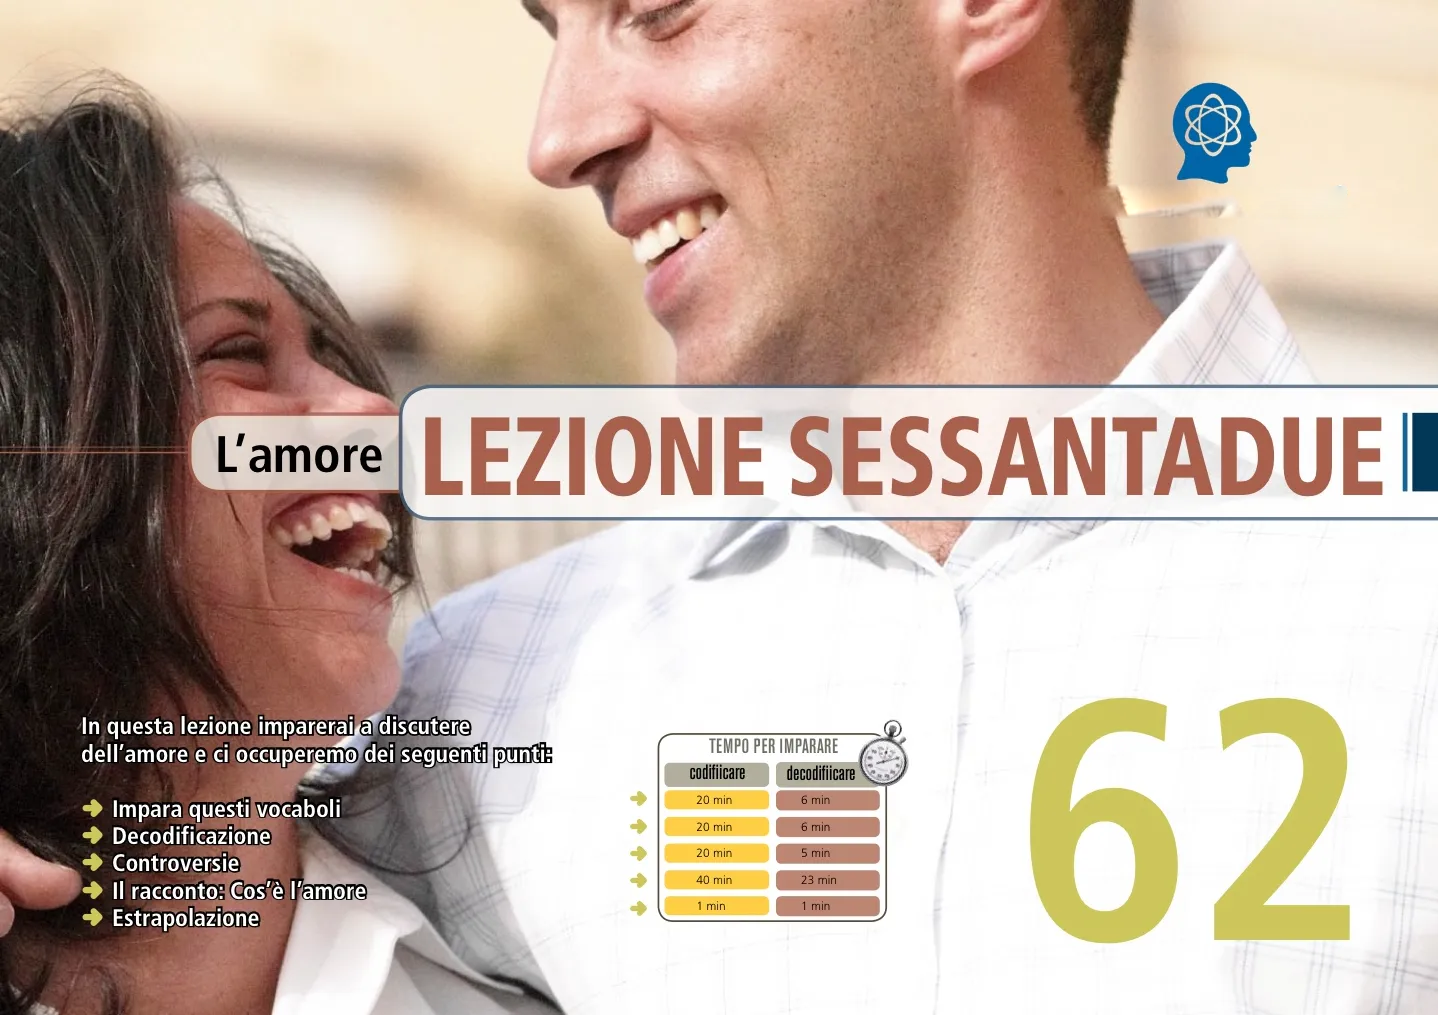 L’amore
LEZIONE SESSANTADUE
In questa lezione imparerai a discutere
dell’amore e ci occuperemo dei seguenti punti:
Impara questi vocaboli
Decodificazione
Controversie
Il racconto: Cos’è l’amore
Estrapolazione
TEMPO PER IMPARARE
codifiicare decodifiicare
20 min 6 min
20 min 6 min
20 min 5 min
40 min 23 min
1 min 1 min
62